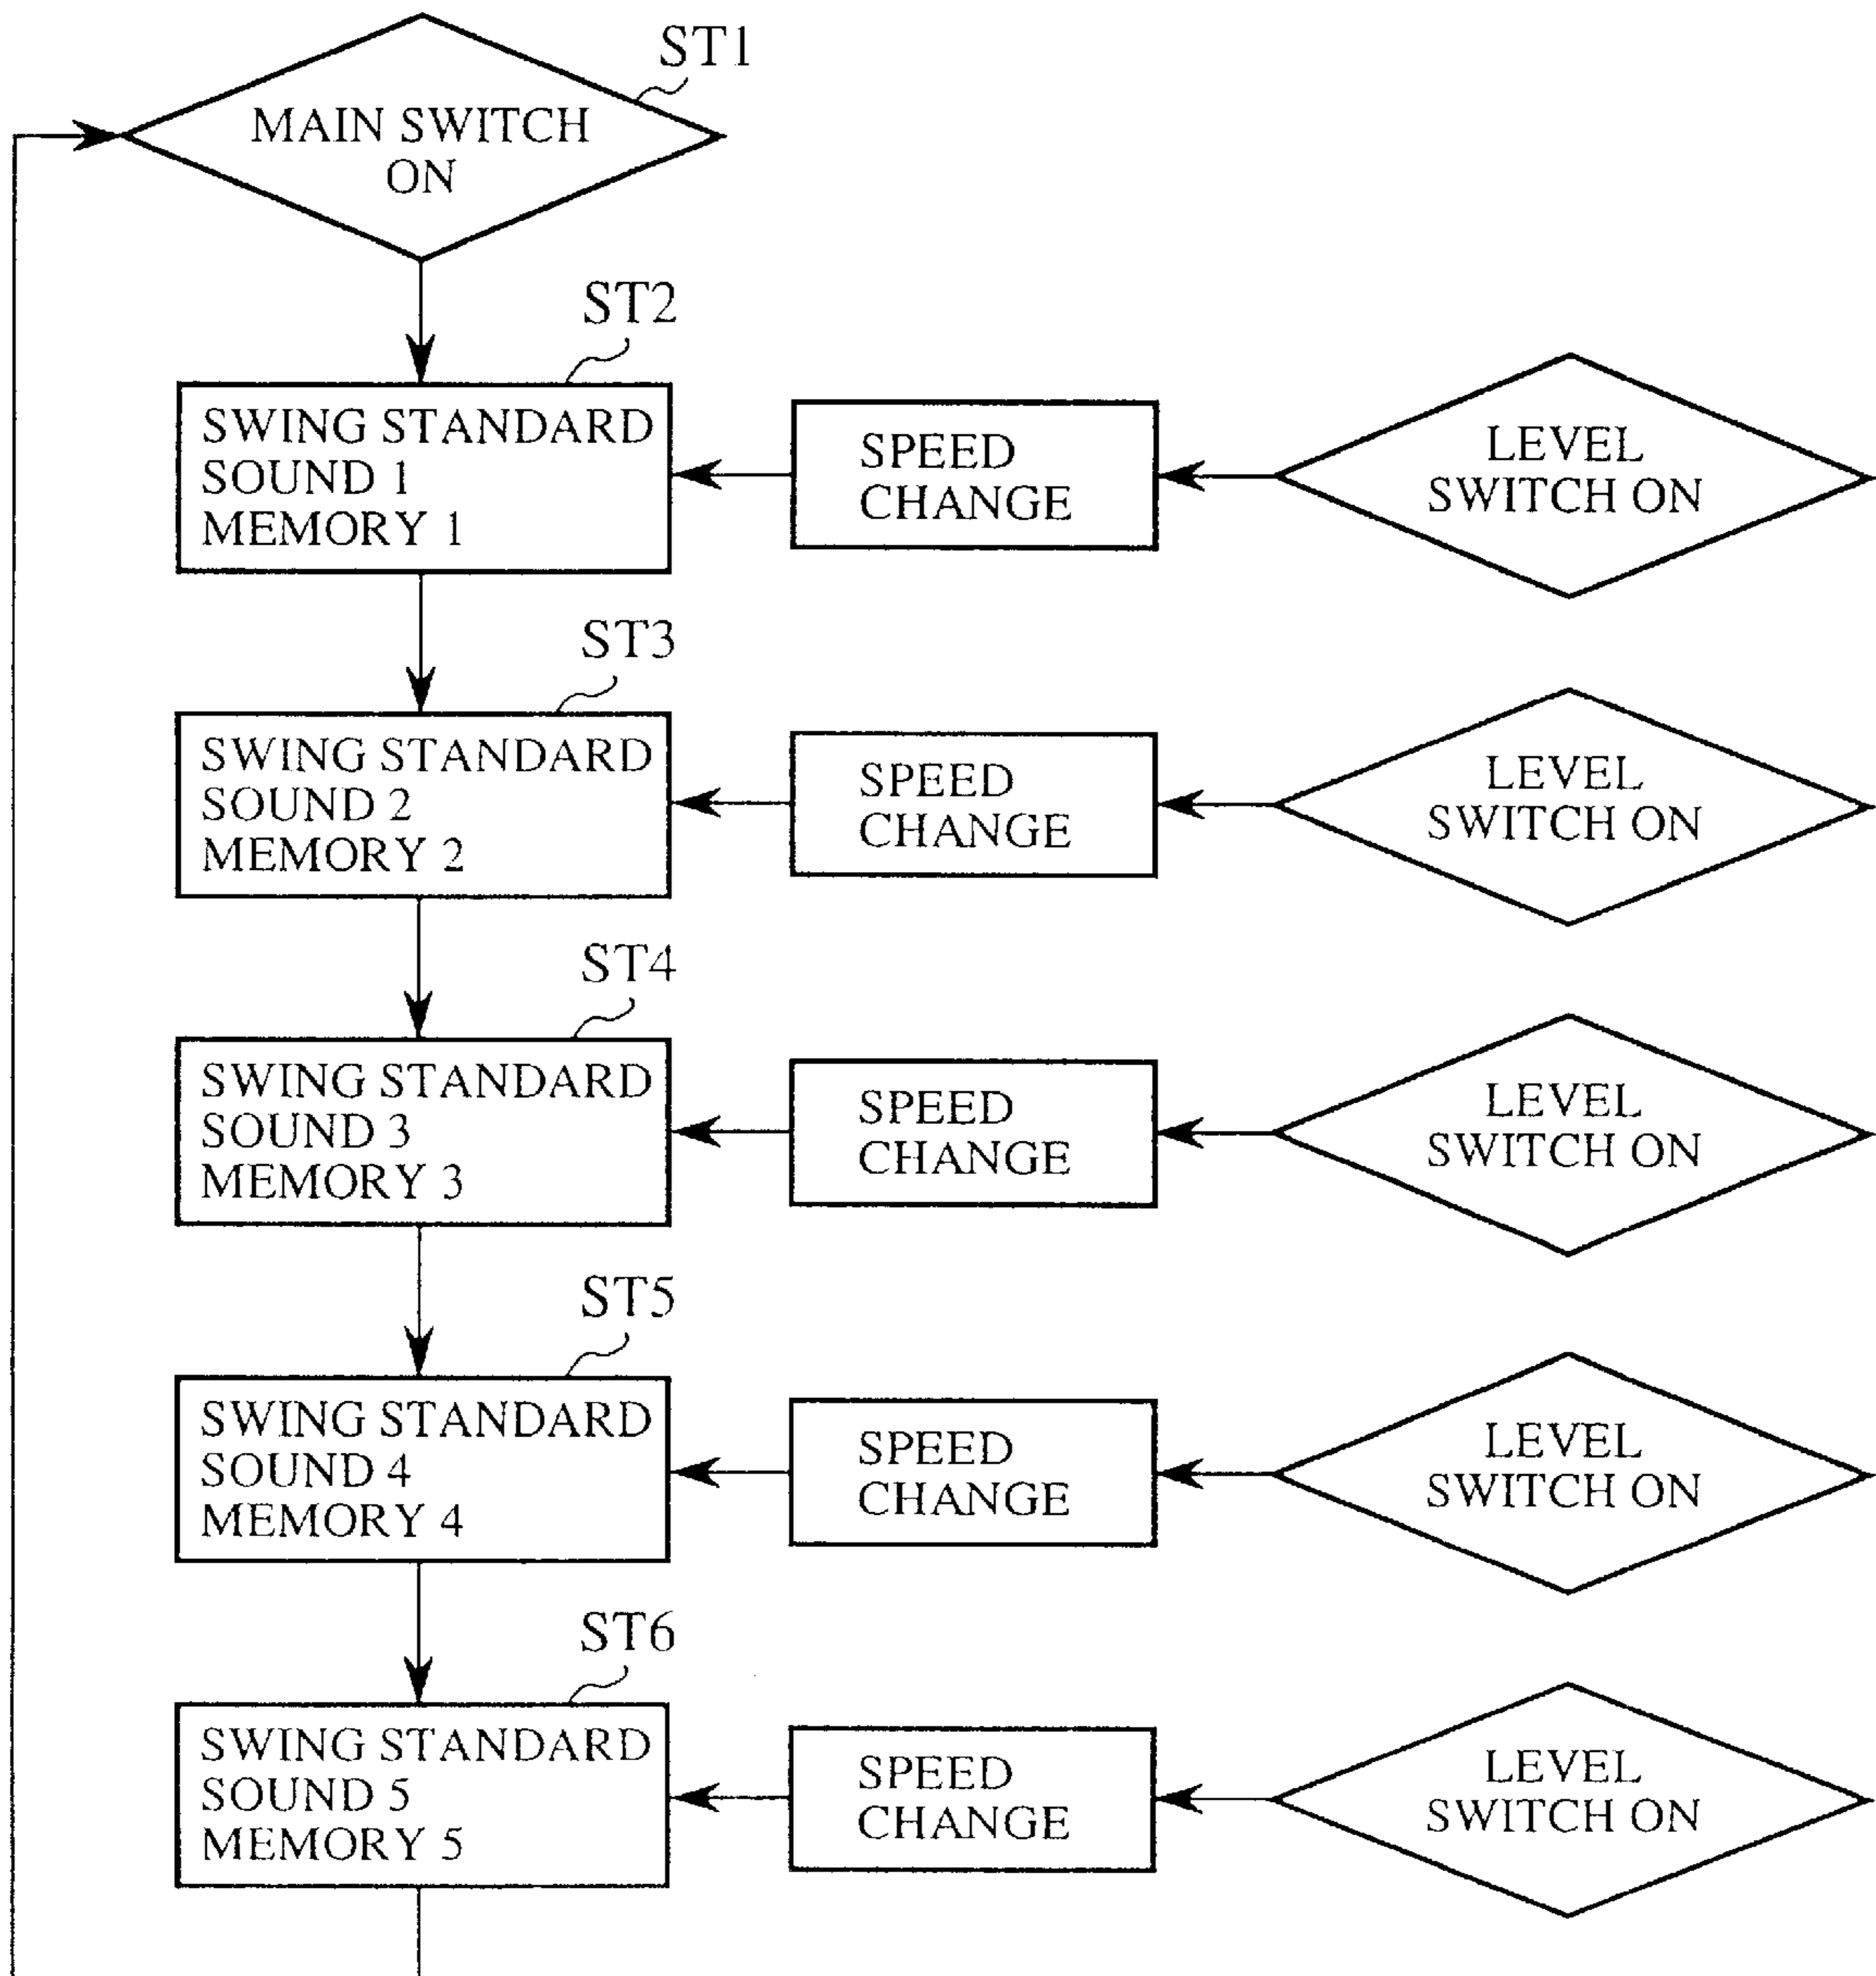 ST1
MAIN SWITCH
ON
ST2
SWING STANDARD
SOUND 1
MEMORY 1
SPEED
CHANGE
LEVEL
SWITCH ON
ST3
SWING STANDARD
SOUND 2
MEMORY 2
SPEED
CHANGE
LEVEL
SWITCH ON
ST4
SWING STANDARD
SOUND 3
MEMORY 3
SPEED
CHANGE
LEVEL
SWITCH ON
ST5
SWING STANDARD
SOUND 4
MEMORY 4
SPEED
CHANGE
LEVEL
SWITCH ON
ST6
SWING STANDARD
SOUND 5
MEMORY 5
SPEED
CHANGE
LEVEL
SWITCH ON